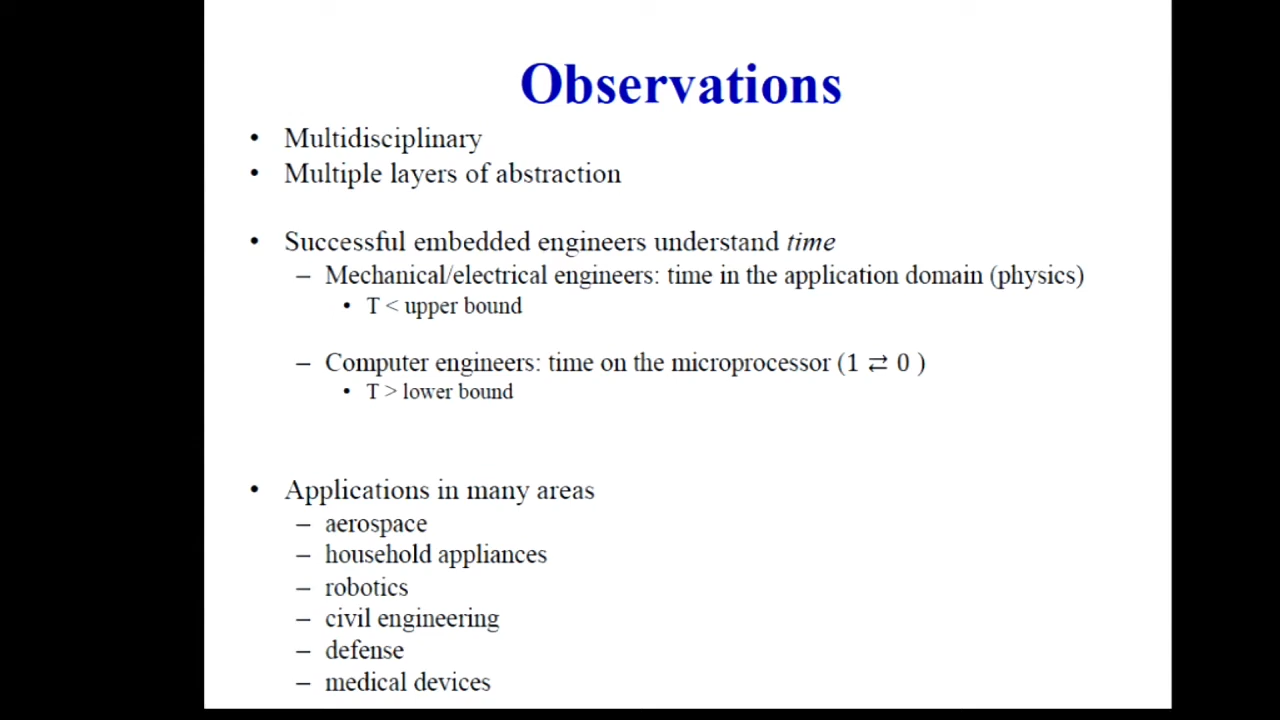 Observations
• Multidisciplinary
• Multiple layers of abstraction
• Successful embedded engineers understand time
– Mechanical/electrical engineers: time in the application domain (physics)
• T < upper bound
– Computer engineers: time on the microprocessor (1 ⇄ 0 )
• T > lower bound
• Applications in many areas
– aerospace
– household appliances
– robotics
– civil engineering
– defense
– medical devices